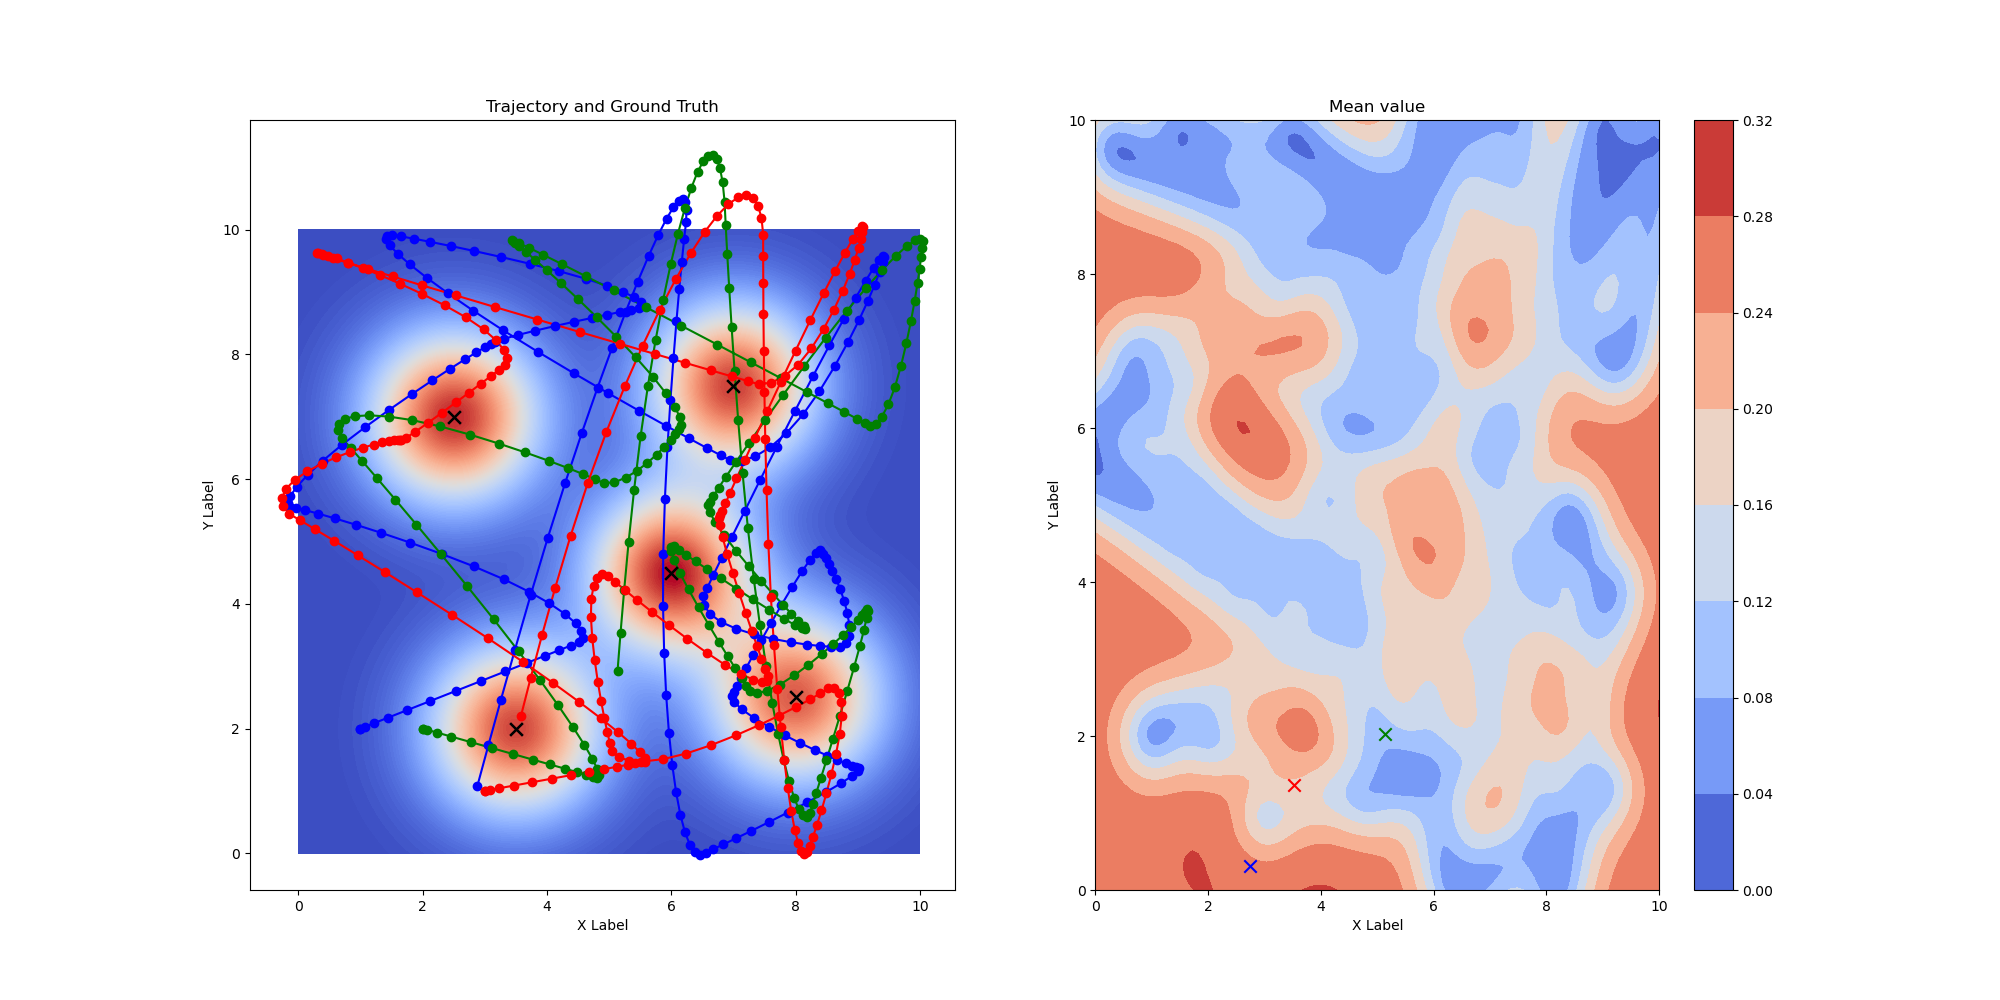 Trajectory and Ground Truth
Y Label
10
8
6
4
2
0
0 2 4 6 8 10
X Label
Mean value
Y Label
10
8
6
4
2
0
0 2 4 6 8 10
X Label
0.32
0.28
0.24
0.20
0.16
0.12
0.08
0.04
0.00